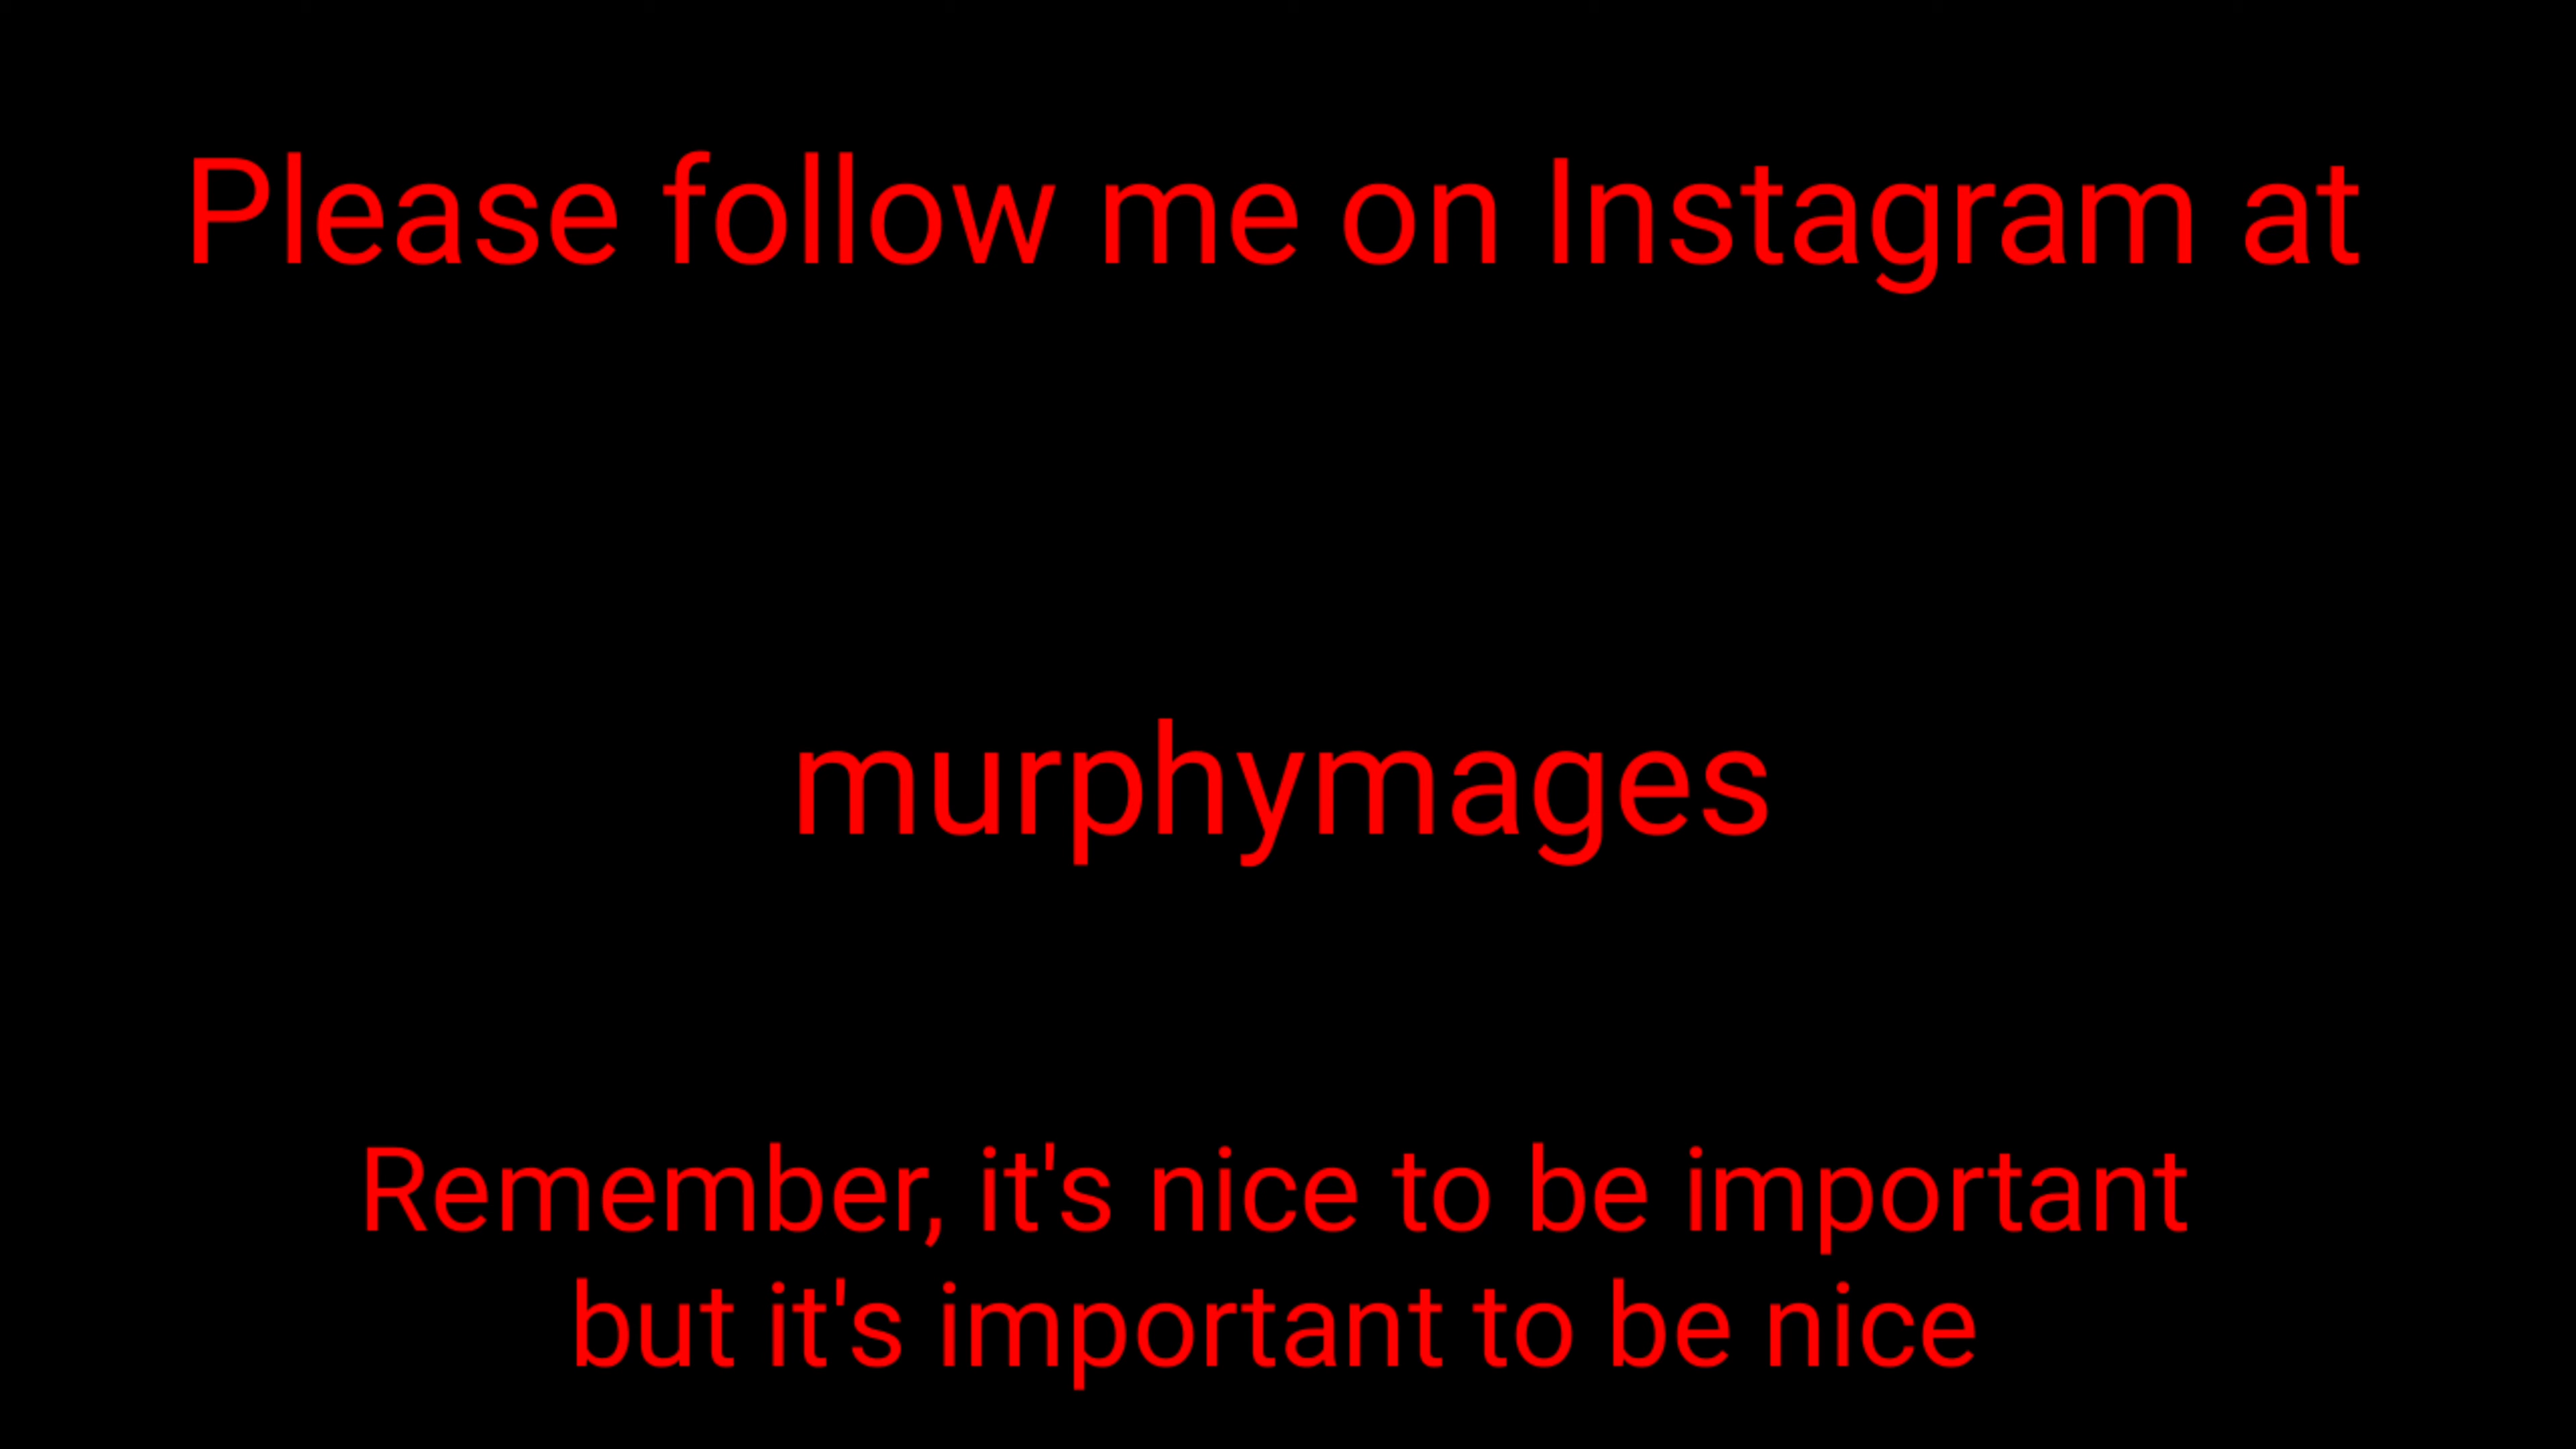 Please follow me on Instagram at
murphymages
Remember, it's nice to be important
but it's important to be nice